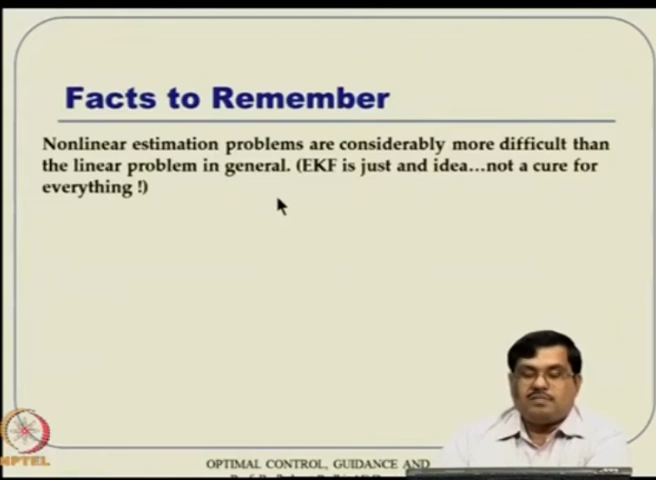 Facts to Remember
Nonlinear estimation problems are considerably more difficult than
the linear problem in general. (EKF is just and idea...not a cure for
everything !)
NPTEL
OPTIMAL CONTROL, GUIDANCE AND